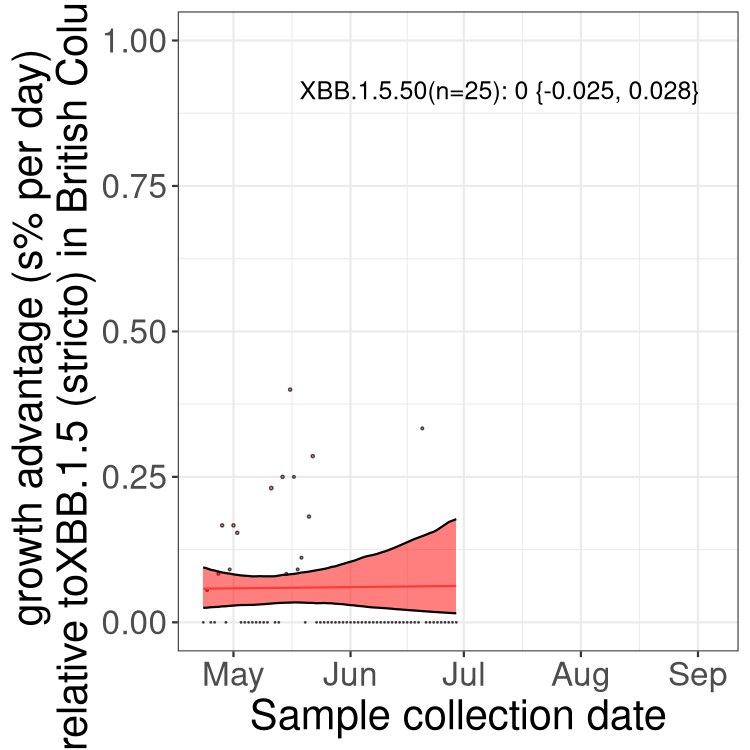 growth advantage (s% per day)
relative toXBB.1.5 (stricto) in British Colu
1.00
0.75
0.50
0.25
0.00
XBB.1.5.50(n=25): 0 {-0.025, 0.028}
May Jun Jul Aug Sep
Sample collection date